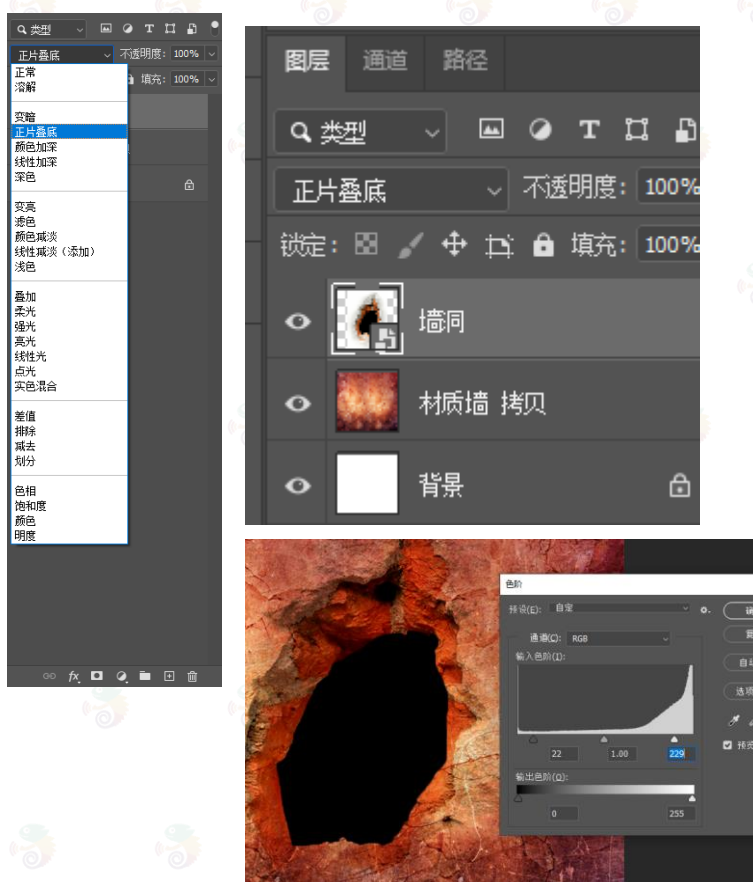 类型
正片叠底
不透明度: 100%
填充: 100%
正常
溶解
变暗
正片叠底
颜色加深
线性加深
深色
变亮
滤色
颜色减淡
线性减淡（添加）
浅色
叠加
柔光
强光
亮光
线性光
点光
实色混合
差值
排除
减去
划分
色相
饱和度
颜色
明度
fx
图层 通道 路径
类型
T
正片叠底 不透明度: 100%
锁定: 填充: 100%
墙洞
材质墙 拷贝
背景
色阶
预设(E): 自定
通道(C): RGB
输入色阶(I):
22 1.00 229
输出色阶(O):
0 255
选项